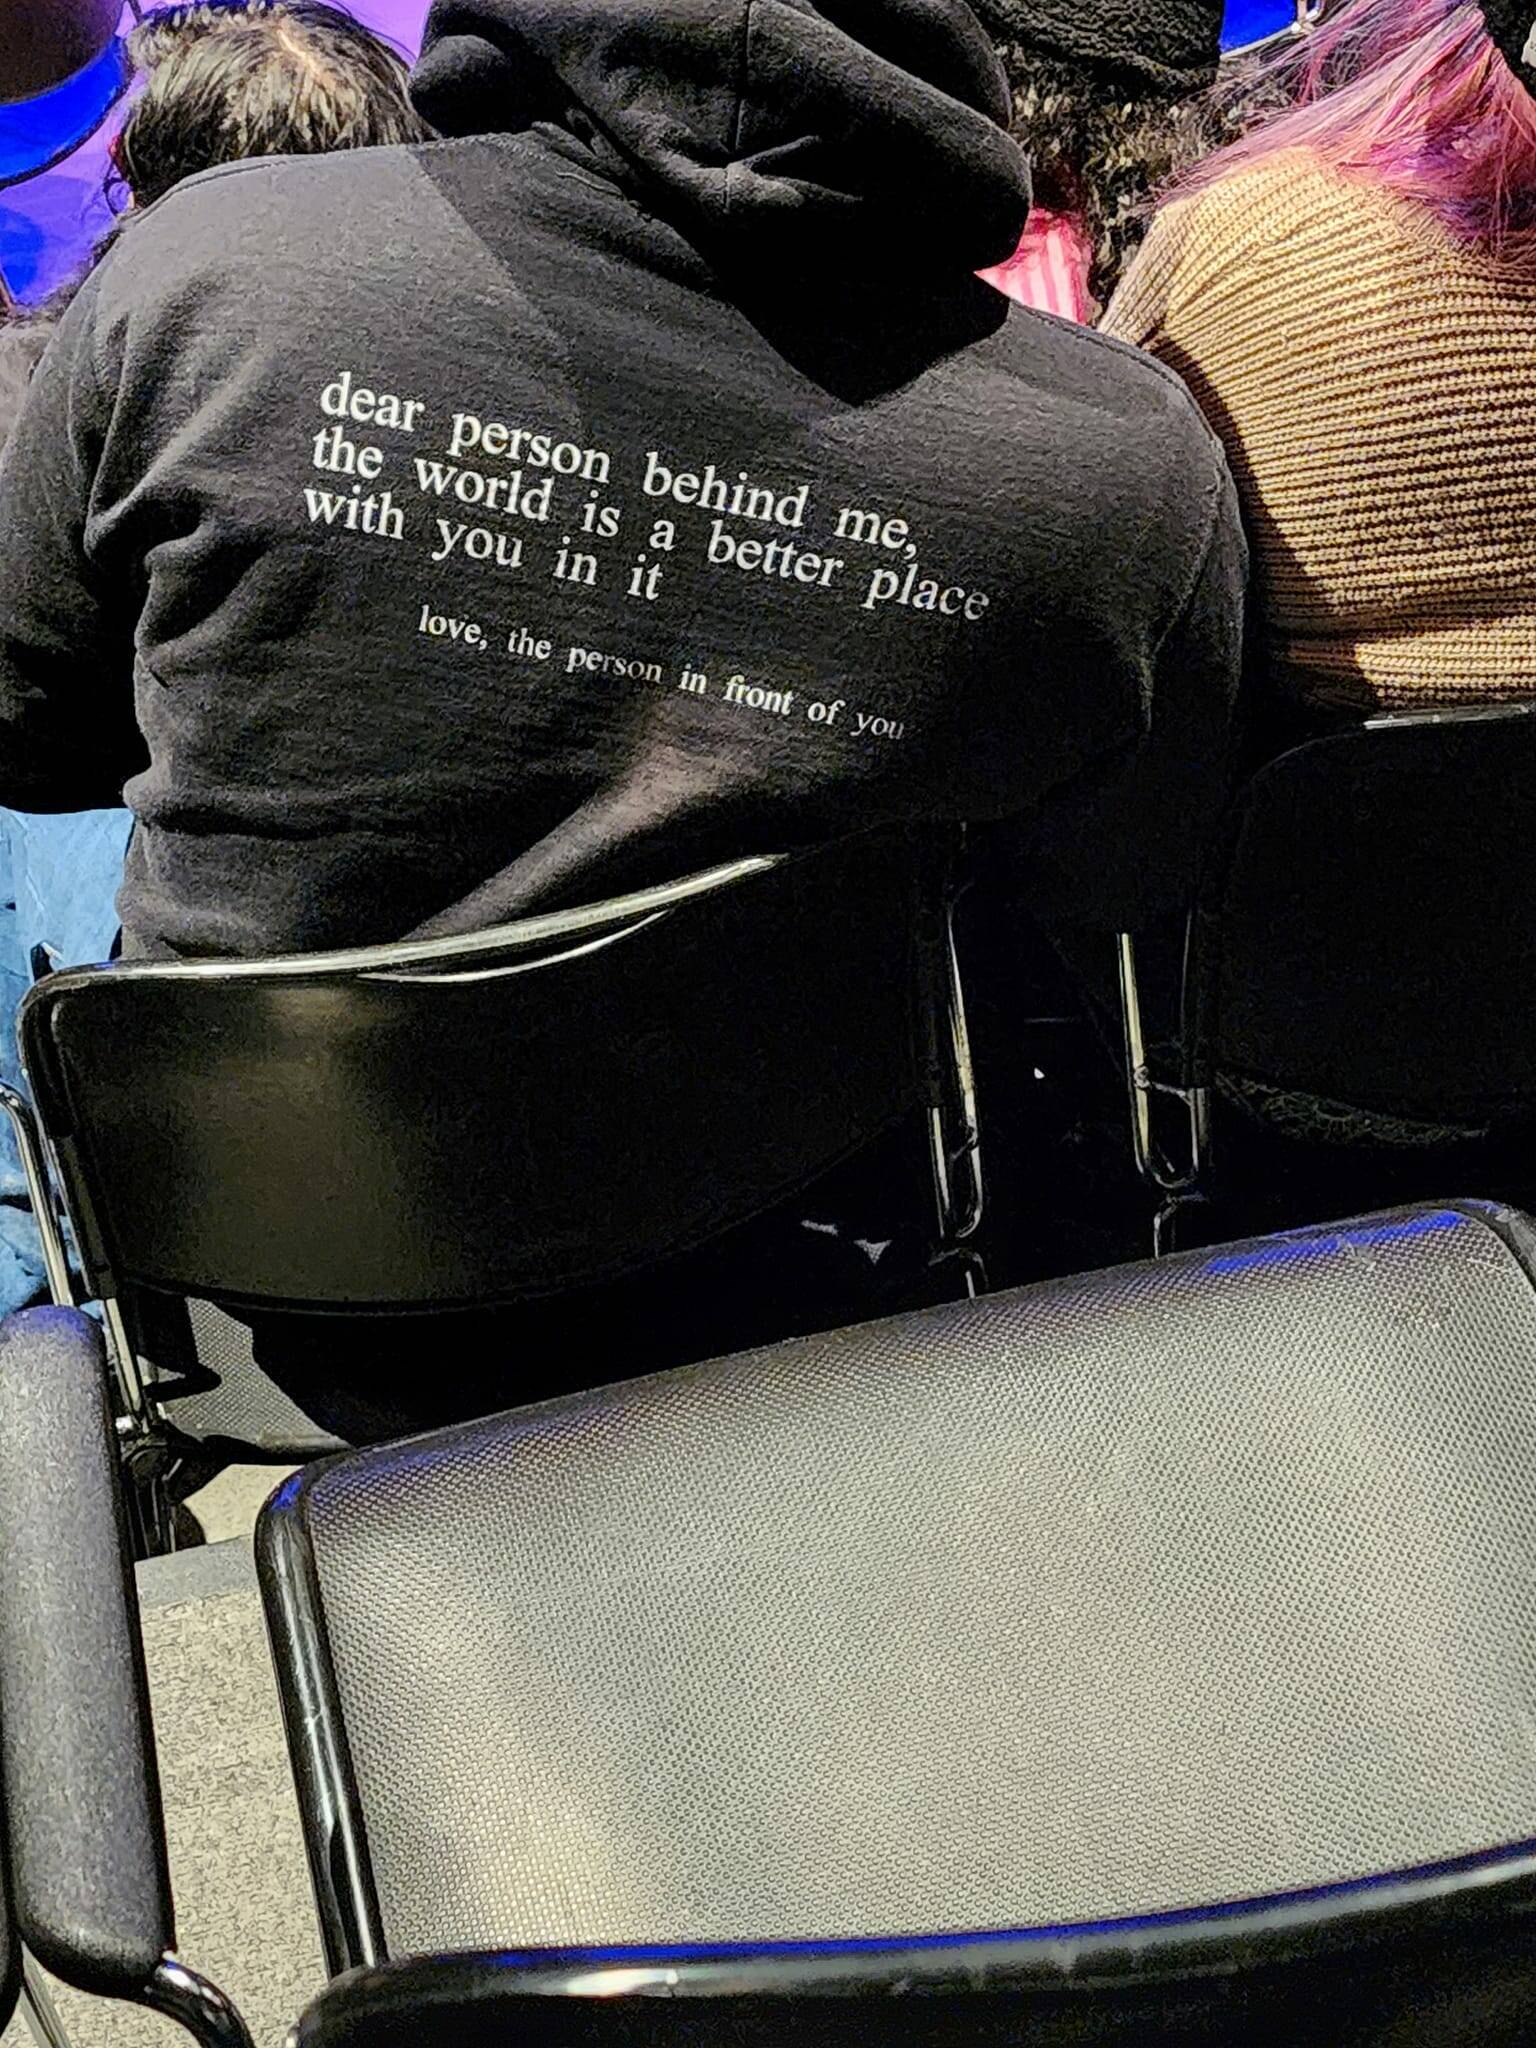 dear person behind me,
the world is a better place
with you in it
love, the person in front of you